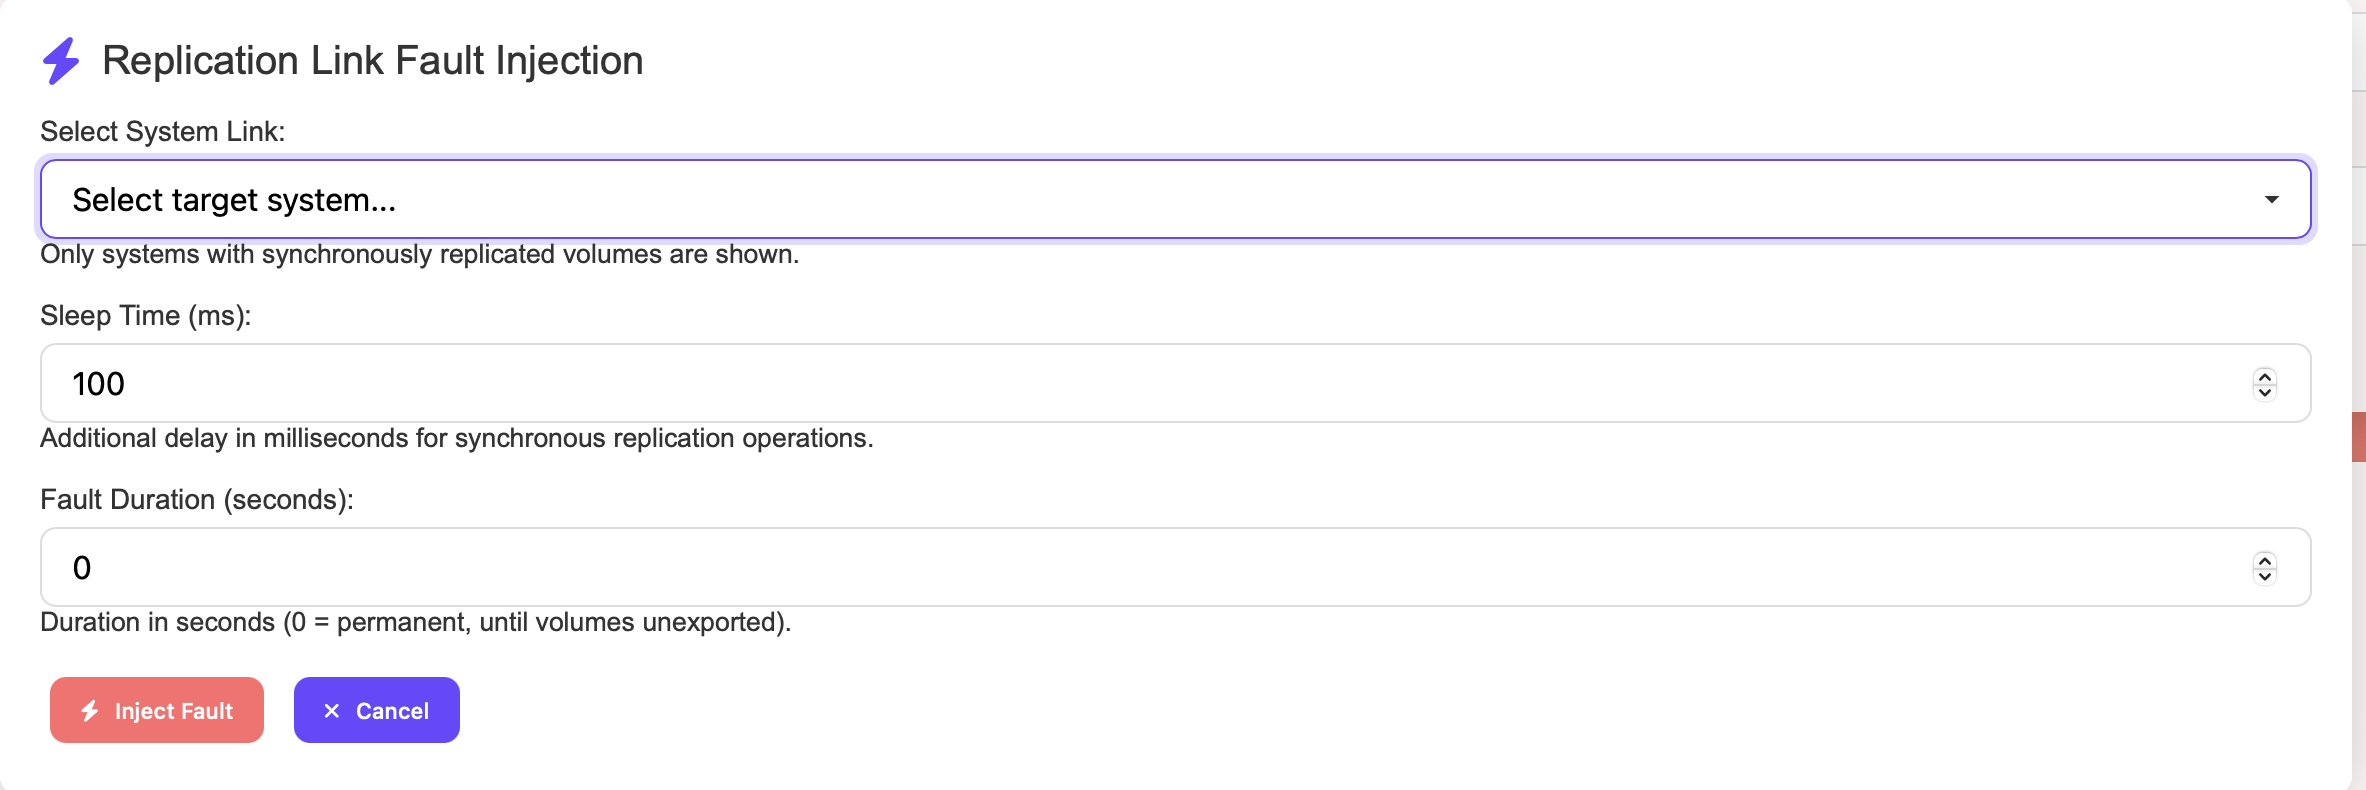 Replication Link Fault Injection
Select System Link:
Select target system...
Only systems with synchronously replicated volumes are shown.
Sleep Time (ms):
100
Additional delay in milliseconds for synchronous replication operations.
Fault Duration (seconds):
0
Duration in seconds (0 = permanent, until volumes unexported).
Inject Fault
Cancel